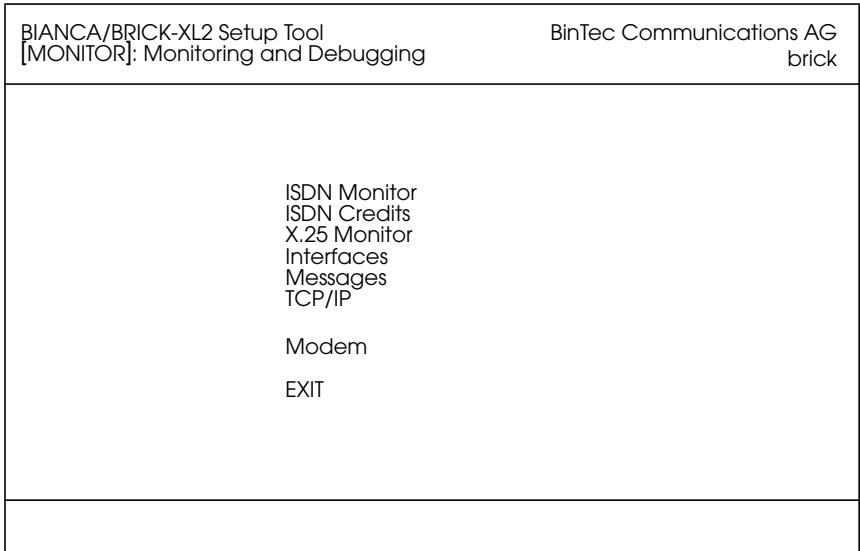 BIANCA/BRICK-XL2 Setup Tool BinTec Communications AG
[MONITOR]: Monitoring and Debugging brick
ISDN Monitor
ISDN Credits
X.25 Monitor
Interfaces
Messages
TCP/IP
Modem
EXIT